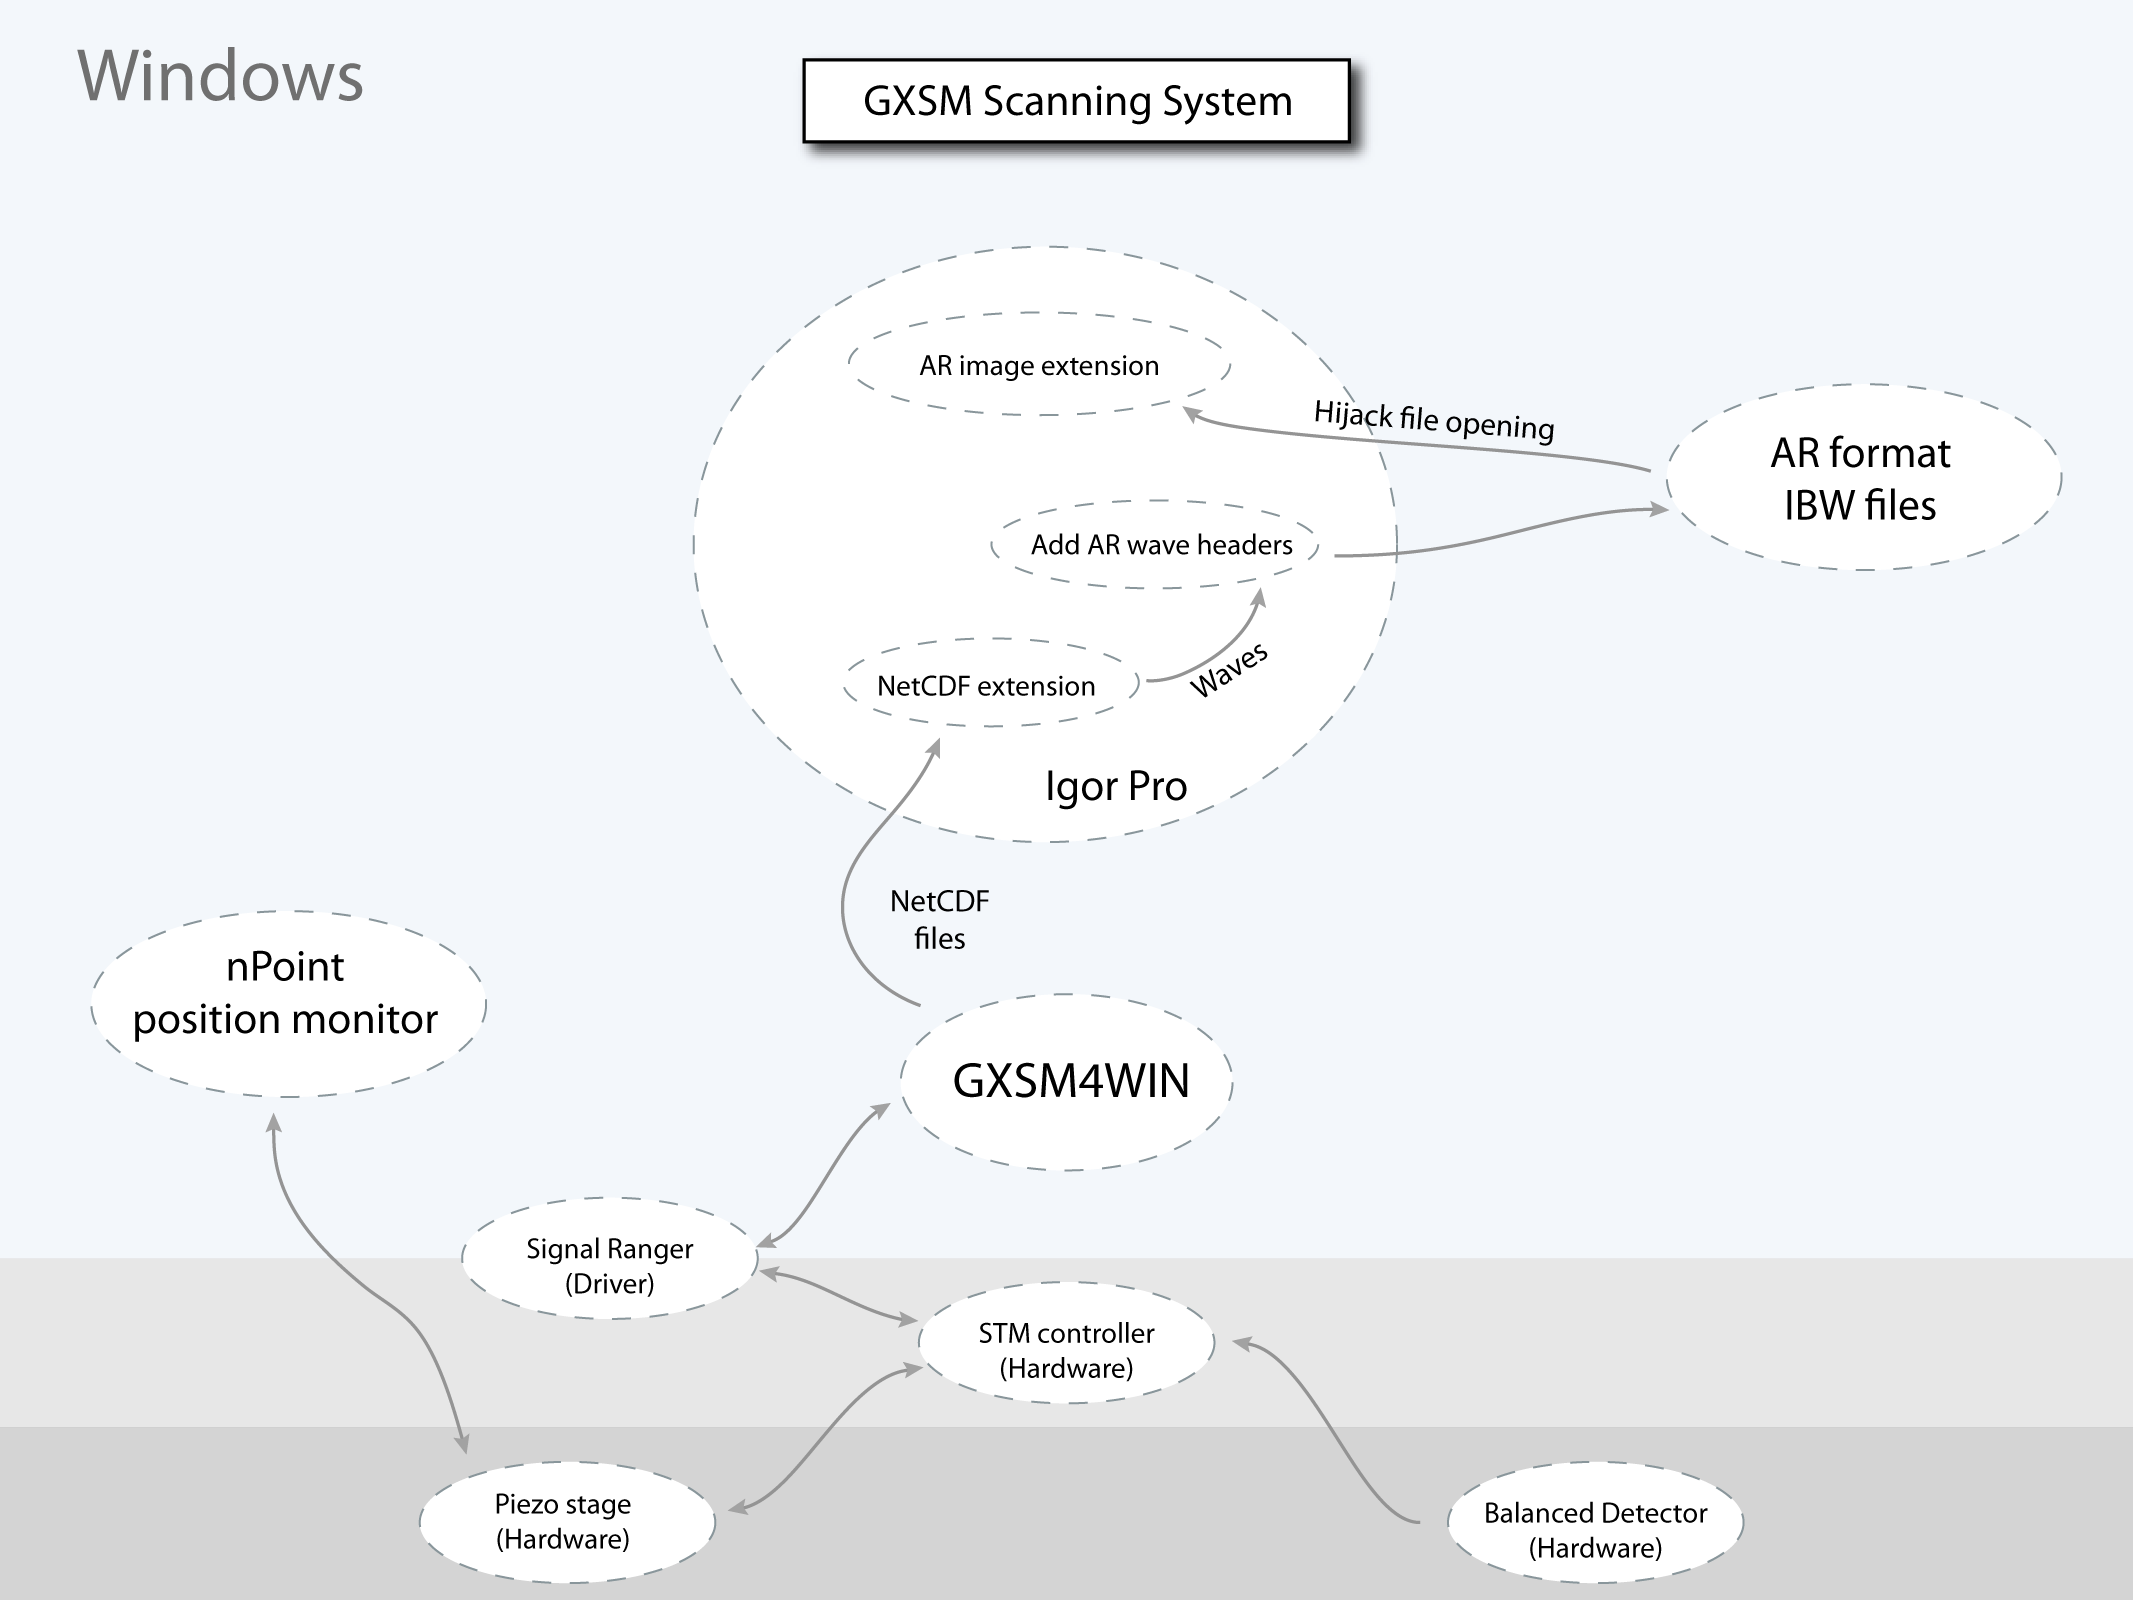 Windows
GXSM Scanning System
AR image extension
Hijack file opening
AR format
IBW files
Add AR wave headers
Waves
NetCDF extension
Igor Pro
NetCDF
files
nPoint
position monitor
GXSM4WIN
Signal Ranger
(Driver)
STM controller
(Hardware)
Piezo stage
(Hardware)
Balanced Detector
(Hardware)